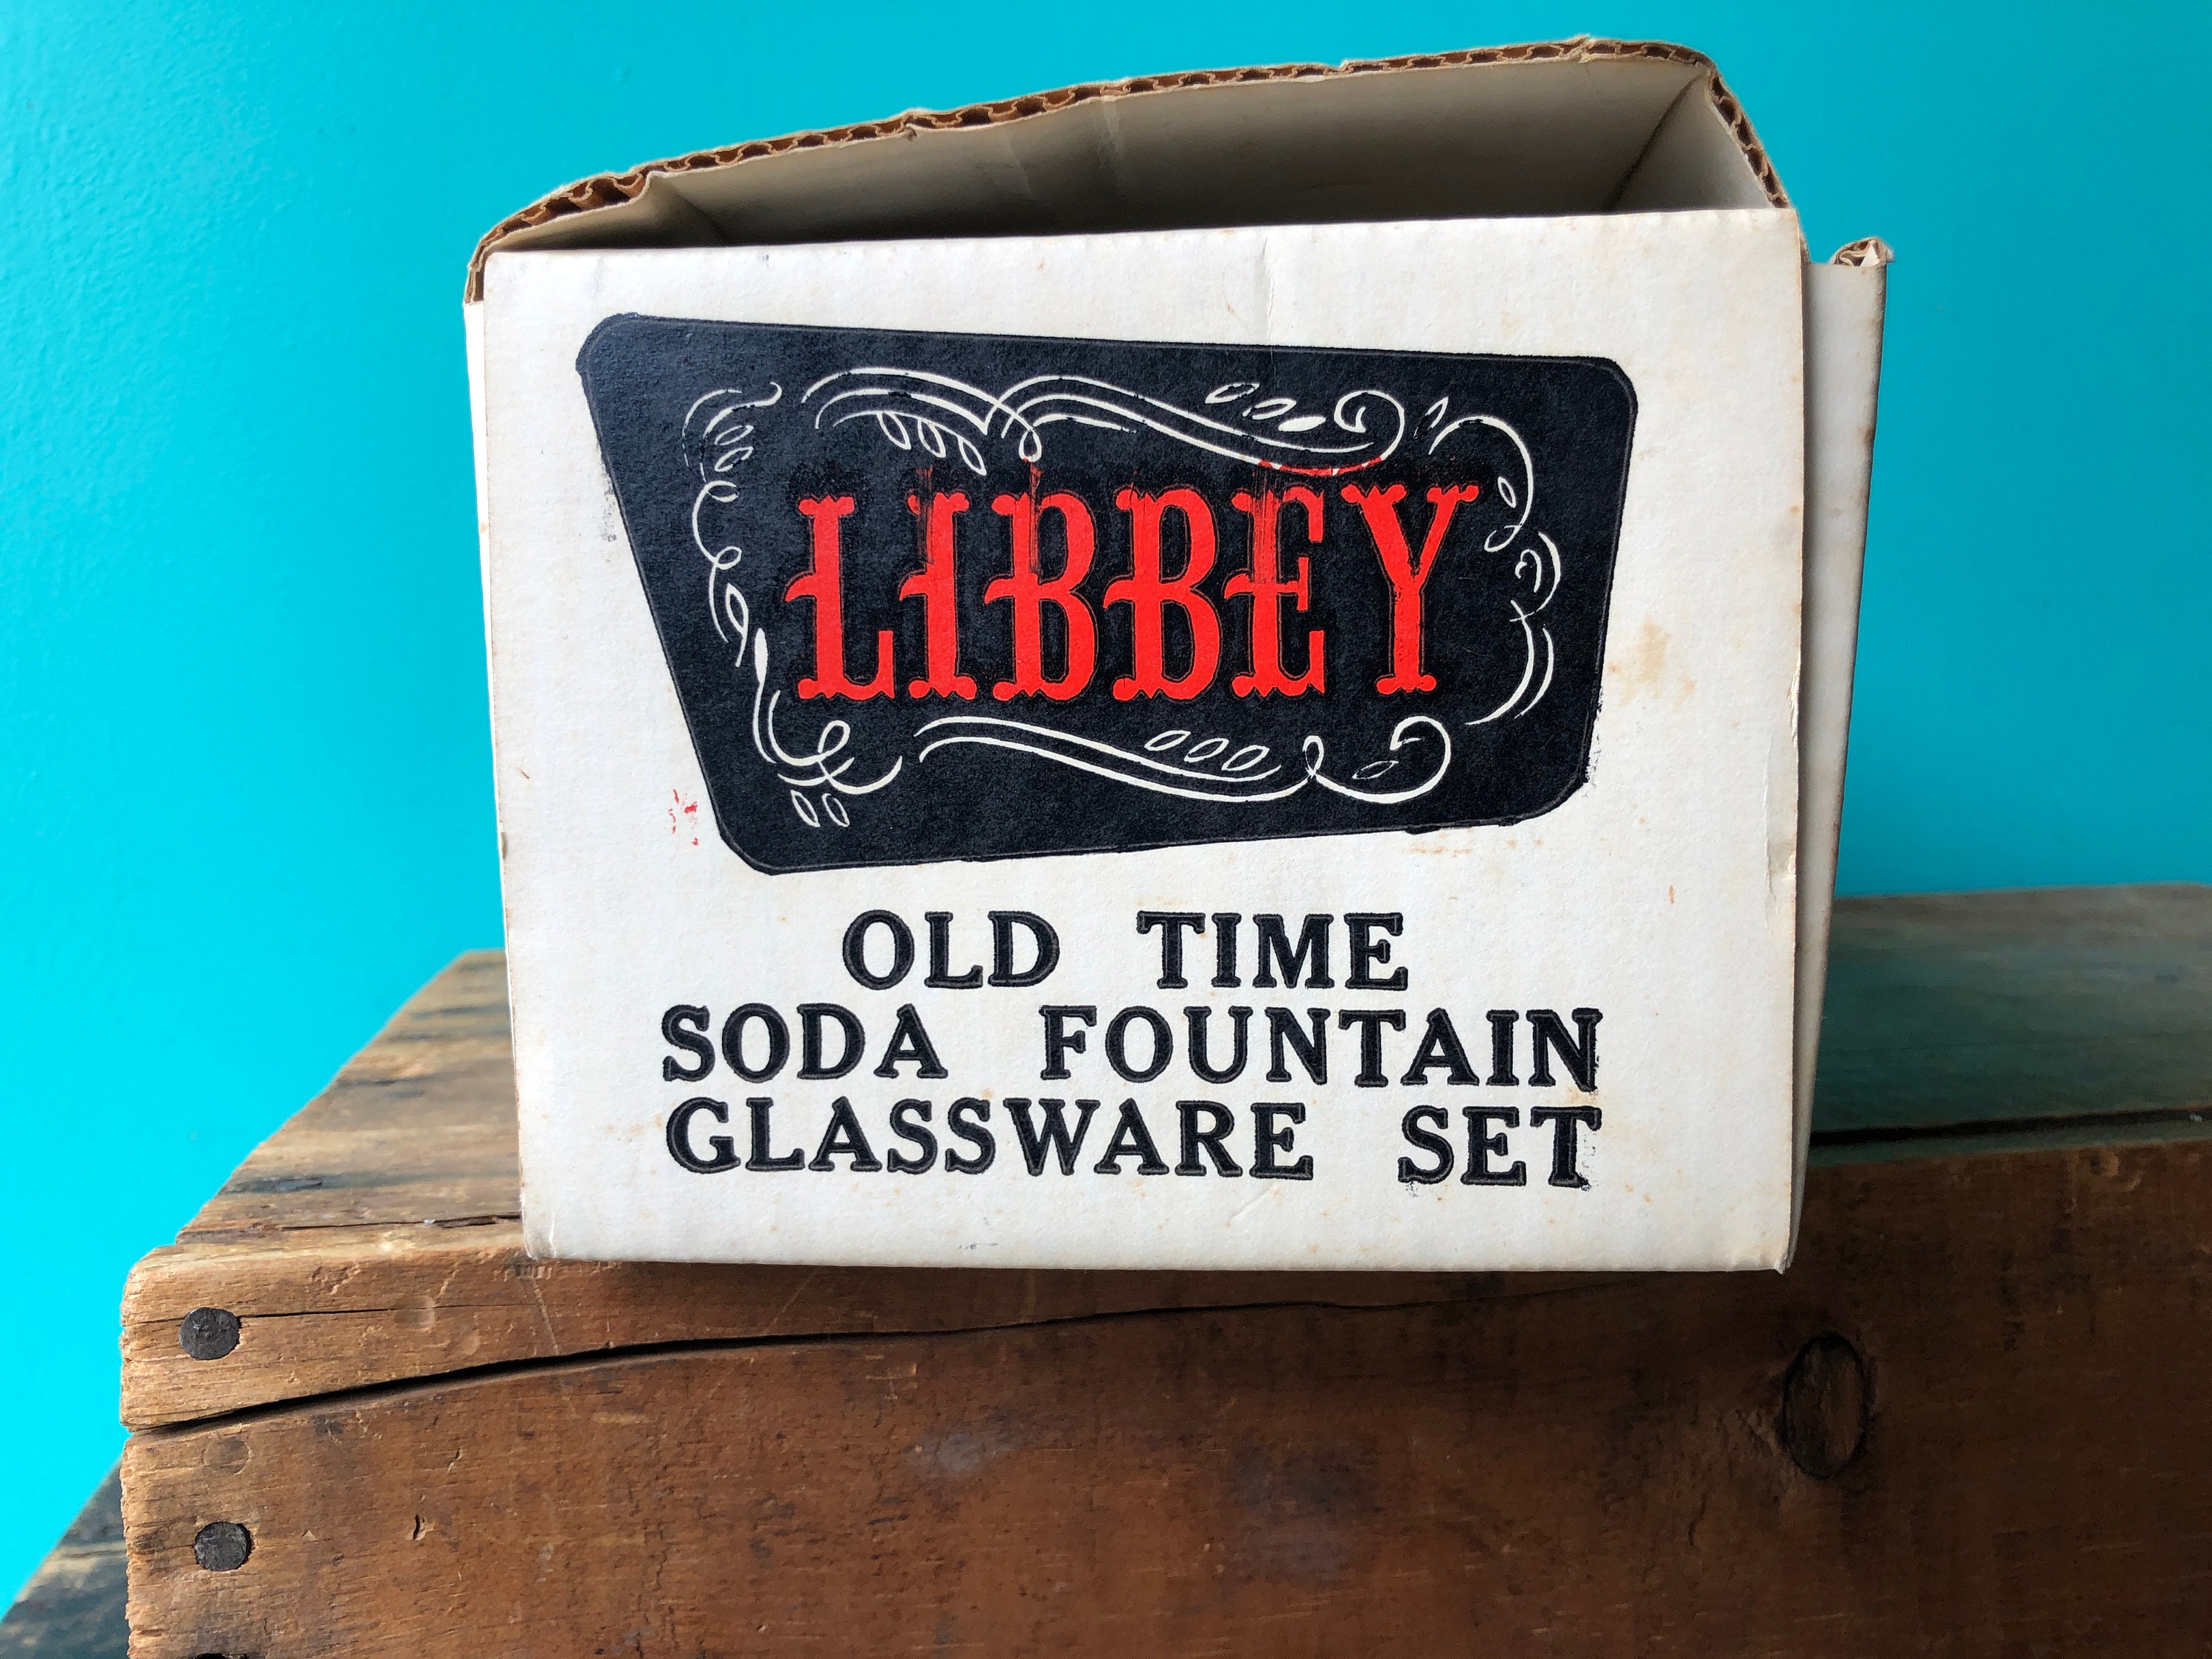 LIBBEY
OLD TIME
SODA FOUNTAIN
GLASSWARE SET